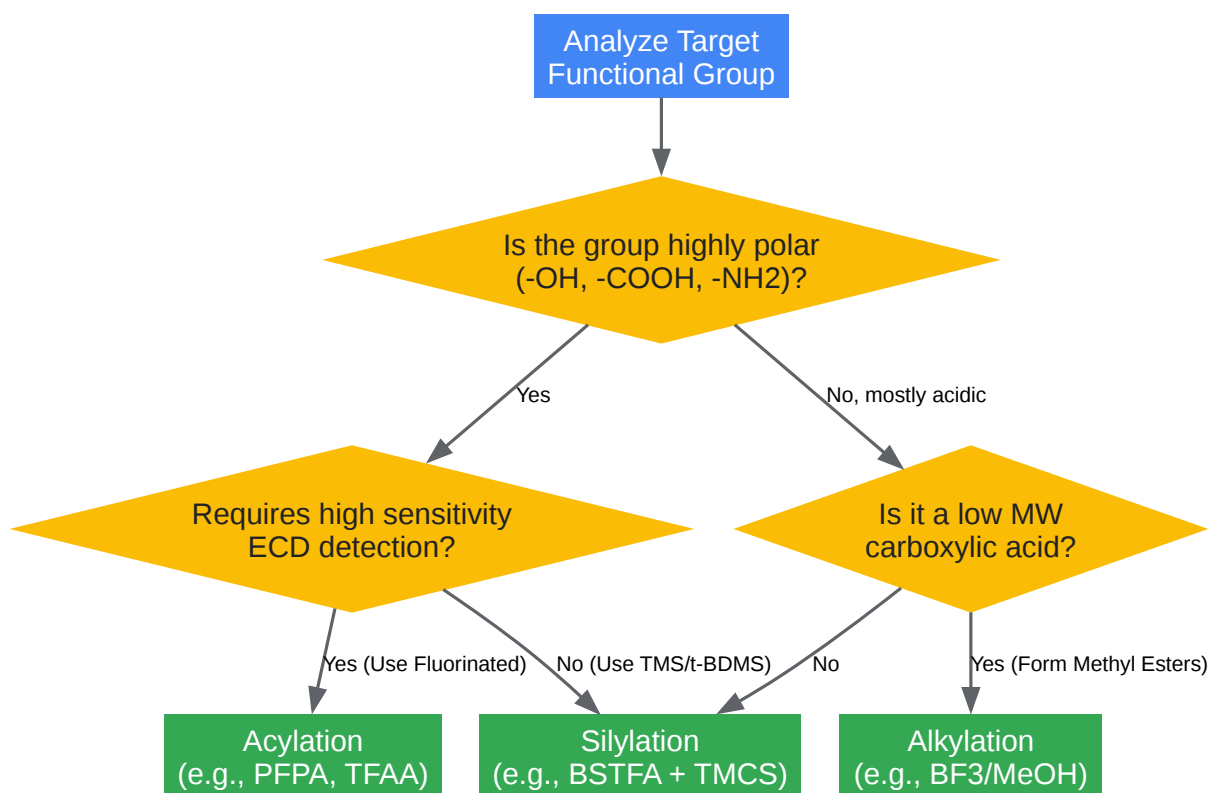 Analyze Target
Functional Group
Is the group highly polar
(-OH, -COOH, -NH2)?
Yes
No, mostly acidic
Requires high sensitivity
ECD detection?
Is it a low MW
carboxylic acid?
Yes (Use Fluorinated)
No (Use TMS/t-BDMS)
No
Yes (Form Methyl Esters)
Acylation
(e.g., PFPA, TFAA)
Silylation
(e.g., BSTFA + TMCS)
Alkylation
(e.g., BF3/MeOH)